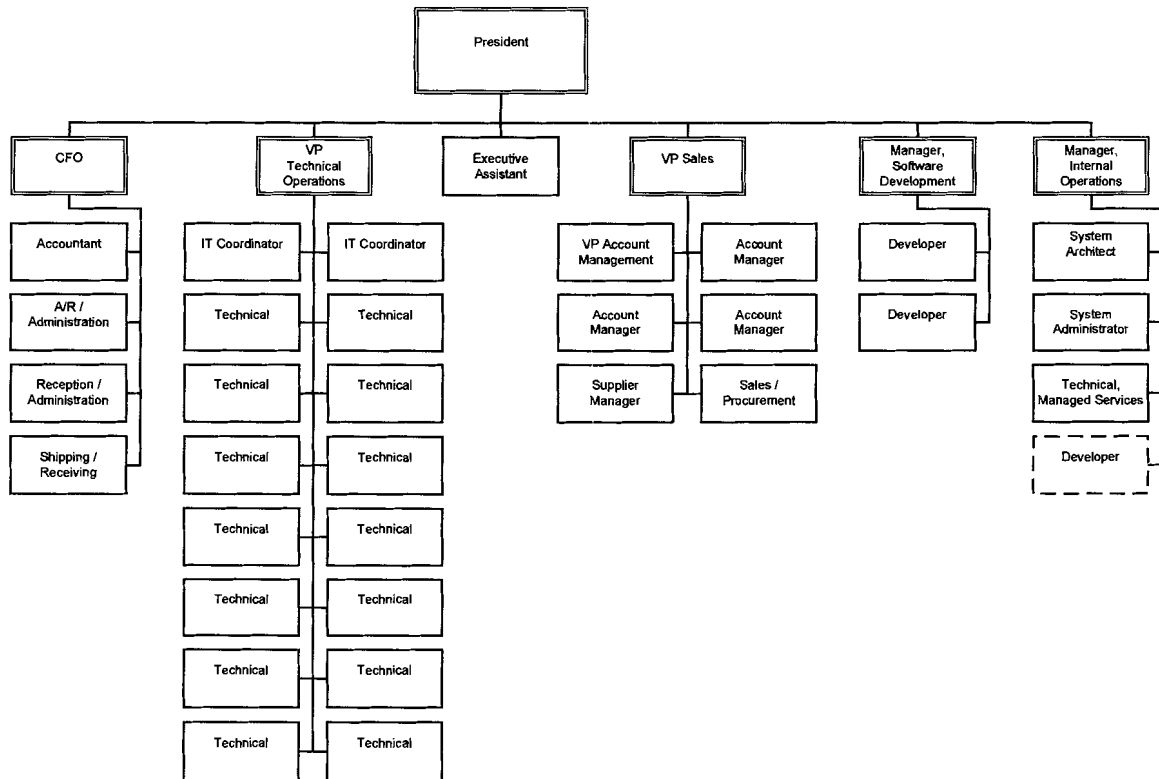 President
CFO
VP
Technical
Operations
Executive
Assistant
VP Sales
Manager,
Software
Development
Manager,
Internal
Operations
Accountant
A/R /
Administration
Reception /
Administration
Shipping /
Receiving
IT Coordinator
IT Coordinator
Technical
Technical
Technical
Technical
Technical
Technical
Technical
Technical
Technical
Technical
Technical
Technical
Technical
Technical
VP Account
Management
Account
Manager
Account
Manager
Account
Manager
Supplier
Manager
Sales /
Procurement
Developer
Developer
System
Architect
System
Administrator
Technical,
Managed Services
Developer